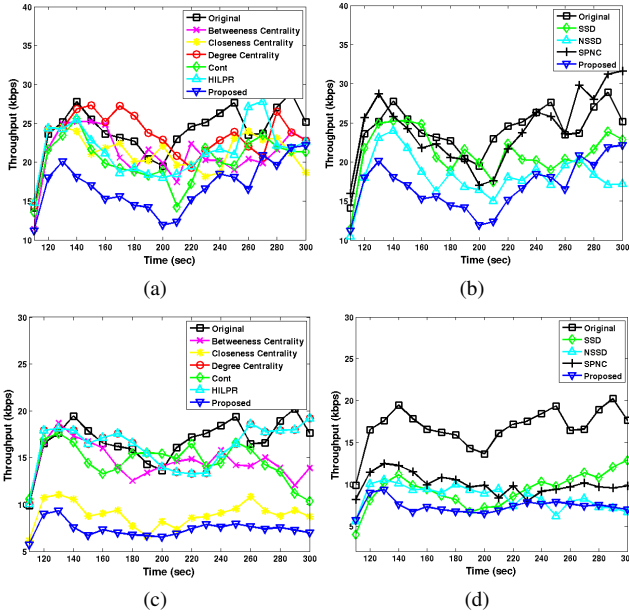 40
35
30
25
20
15
10
Throughput (kbps)
120 140 160 180 200 220 240 260 280 300
Time (sec)
Original
Betweeness Centrality
Closeness Centrality
Degree Centrality
Cont
HILPR
Proposed
(a)
40
35
30
25
20
15
10
Throughput (kbps)
120 140 160 180 200 220 240 260 280 300
Time (sec)
Original
SSD
NSSD
SPNC
Proposed
(b)
30
25
20
15
10
5
Throughput (kbps)
120 140 160 180 200 220 240 260 280 300
Time (sec)
Original
Betweeness Centrality
Closeness Centrality
Degree Centrality
Cont
HILPR
Proposed
(c)
30
25
20
15
10
5
Throughput (kbps)
120 140 160 180 200 220 240 260 280 300
Time (sec)
Original
SSD
NSSD
SPNC
Proposed
(d)